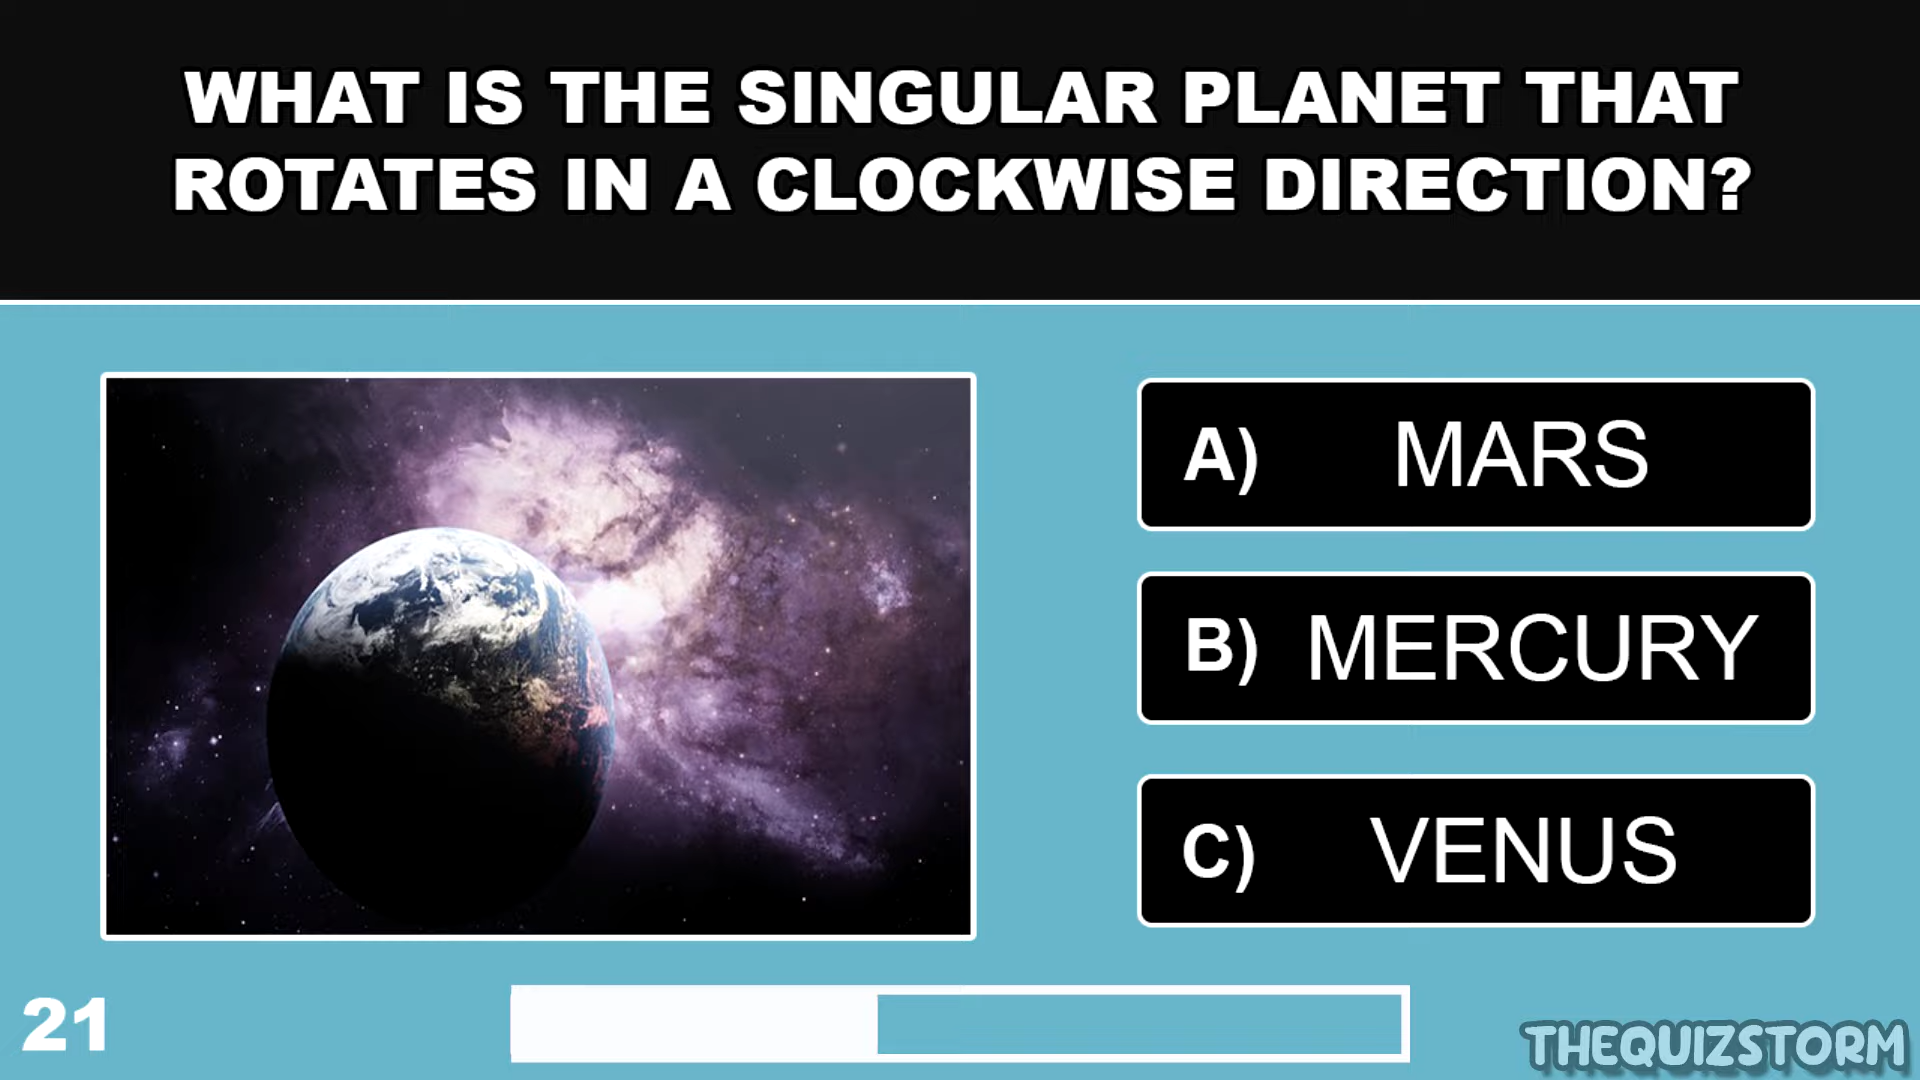 WHAT IS THE SINGULAR PLANET THAT
ROTATES IN A CLOCKWISE DIRECTION?
A) MARS
B) MERCURY
C) VENUS
21
THEQUIZSTORM